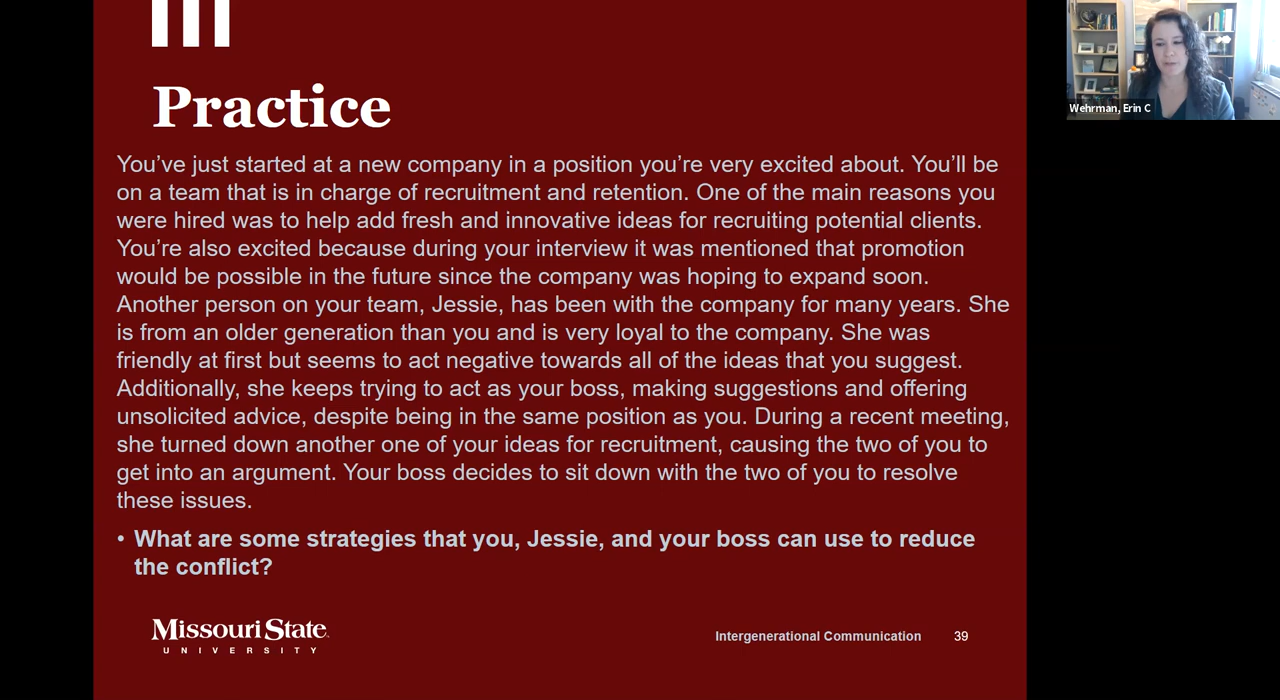 Practice
You’ve just started at a new company in a position you’re very excited about. You’ll be
on a team that is in charge of recruitment and retention. One of the main reasons you
were hired was to help add fresh and innovative ideas for recruiting potential clients.
You’re also excited because during your interview it was mentioned that promotion
would be possible in the future since the company was hoping to expand soon.
Another person on your team, Jessie, has been with the company for many years. She
is from an older generation than you and is very loyal to the company. She was
friendly at first but seems to act negative towards all of the ideas that you suggest.
Additionally, she keeps trying to act as your boss, making suggestions and offering
unsolicited advice, despite being in the same position as you. During a recent meeting,
she turned down another one of your ideas for recruitment, causing the two of you to
get into an argument. Your boss decides to sit down with the two of you to resolve
these issues.
• What are some strategies that you, Jessie, and your boss can use to reduce
the conflict?
Missouri State
UNIVERSITY
Intergenerational Communication 39
Wehrman, Erin C